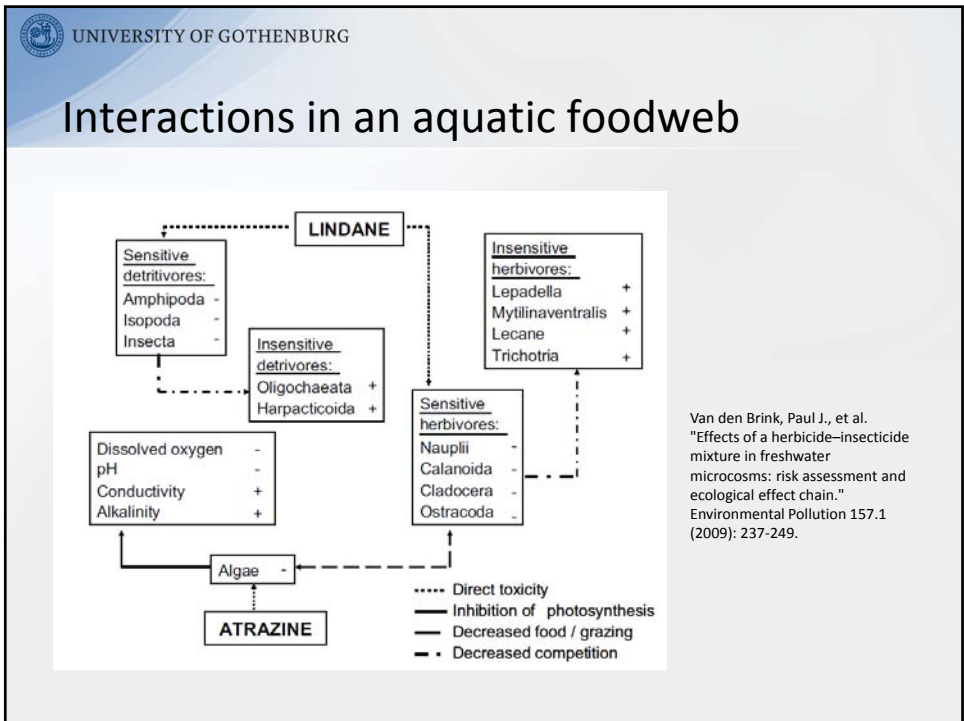 UNIVERSITY OF GOTHENBURG
Interactions in an aquatic foodweb
LINDANE
Sensitive
detritivores:
Amphipoda -
Isopoda -
Insecta -
Insensitive
detrivores:
Oligochaeata +
Harpacticoida +
Insensitive
herbivores:
Lepadella +
Mytilinaventralis +
Lecane +
Trichotria +
Sensitive
herbivores:
Nauplii -
Calanoida -
Cladocera -
Ostracoda -
Dissolved oxygen -
pH -
Conductivity +
Alkalinity +
Algae -
ATRAZINE
Direct toxicity
Inhibition of photosynthesis
Decreased food / grazing
Decreased competition
Van den Brink, Paul J., et al.
"Effects of a herbicide–insecticide
mixture in freshwater
microcosms: risk assessment and
ecological effect chain."
Environmental Pollution 157.1
(2009): 237-249.